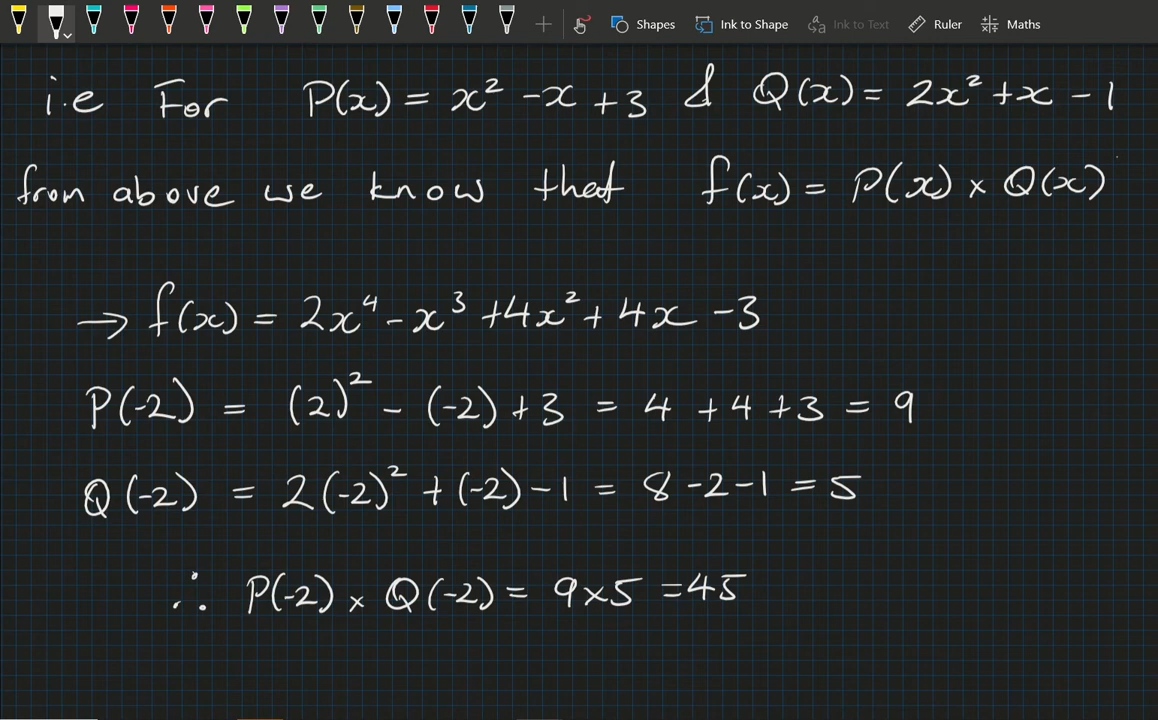 Shapes Ink to Shape Ink to Text Ruler Maths
i.e For P(x) = x² - x + 3 & Q(x) = 2x² + x - 1
from above we know that f(x) = P(x) × Q(x)
→ f(x) = 2x⁴ - x³ + 4x² + 4x - 3
P(-2) = (2)² - (-2) + 3 = 4 + 4 + 3 = 9
Q(-2) = 2(-2)² + (-2) - 1 = 8 - 2 - 1 = 5
∴ P(-2) × Q(-2) = 9 × 5 = 45